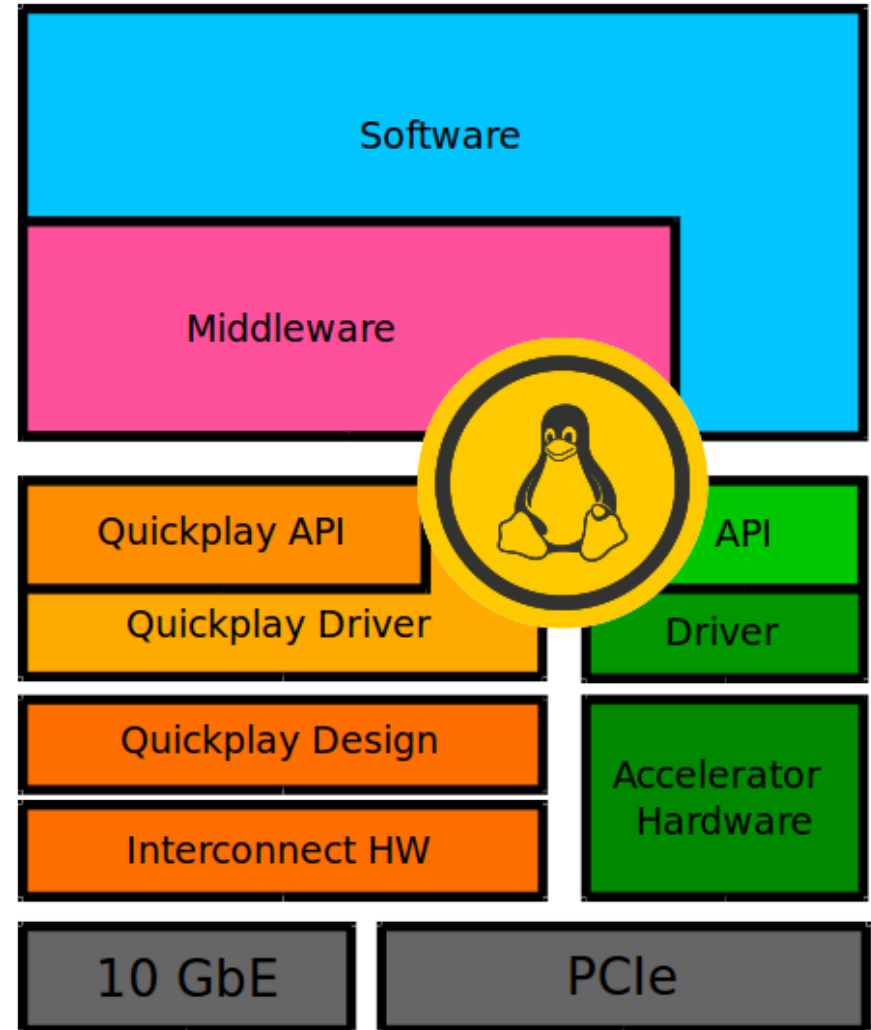 Software
Middleware
Quickplay API
API
Quickplay Driver
Driver
Quickplay Design
Accelerator
Hardware
Interconnect HW
10 GbE
PCIe